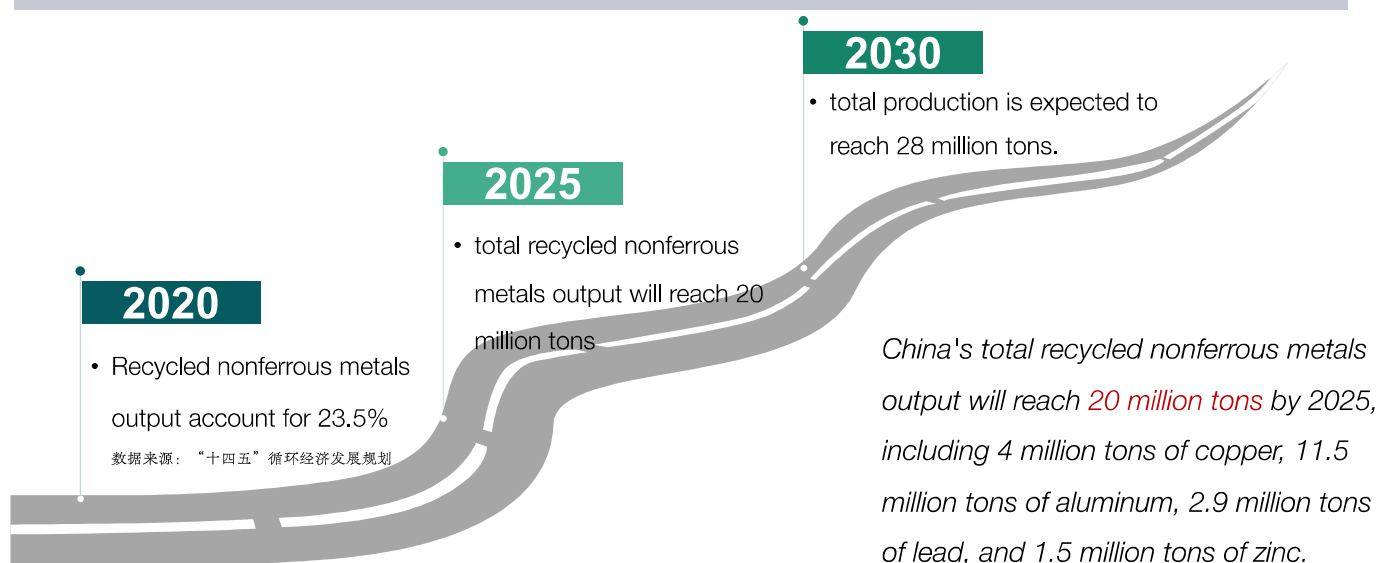 2020
• Recycled nonferrous metals
output account for 23.5%
数据来源：“十四五”循环经济发展规划
2025
• total recycled nonferrous
metals output will reach 20
million tons
2030
• total production is expected to
reach 28 million tons.
China's total recycled nonferrous metals
output will reach 20 million tons by 2025,
including 4 million tons of copper, 11.5
million tons of aluminum, 2.9 million tons
of lead, and 1.5 million tons of zinc.